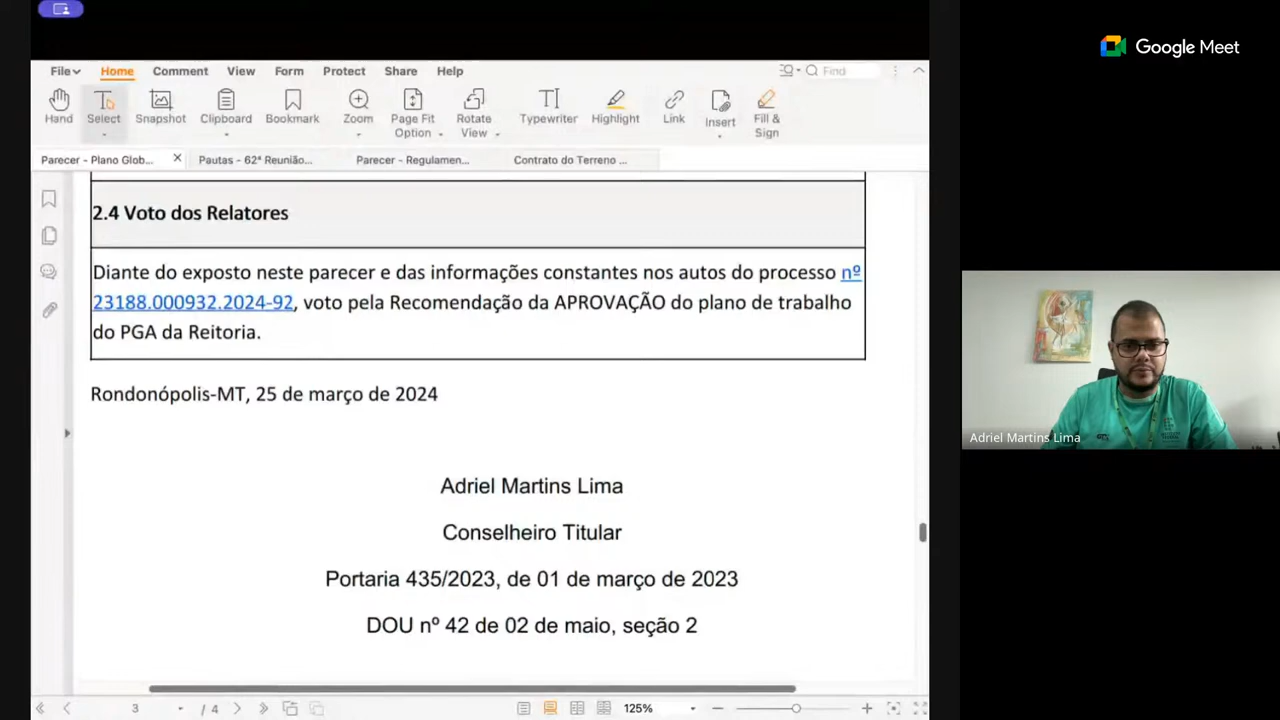 Google Meet
File
Home
Comment
View
Form
Protect
Share
Help
Find
Hand
Select
Snapshot
Clipboard
Bookmark
Zoom
Page Fit
Option
Rotate
View
Typewriter
Highlight
Link
Insert
Fill &
Sign
Parecer - Plano Glob...
Pautas - 62ª Reunião...
Parecer - Regulamen...
Contrato do Terreno ...
2.4 Voto dos Relatores
Diante do exposto neste parecer e das informações constantes nos autos do processo nº
23188.000932.2024-92, voto pela Recomendação da APROVAÇÃO do plano de trabalho
do PGA da Reitoria.
Rondonópolis-MT, 25 de março de 2024
Adriel Martins Lima
Conselheiro Titular
Portaria 435/2023, de 01 de março de 2023
DOU nº 42 de 02 de maio, seção 2
3 / 4
125%
Adriel Martins Lima